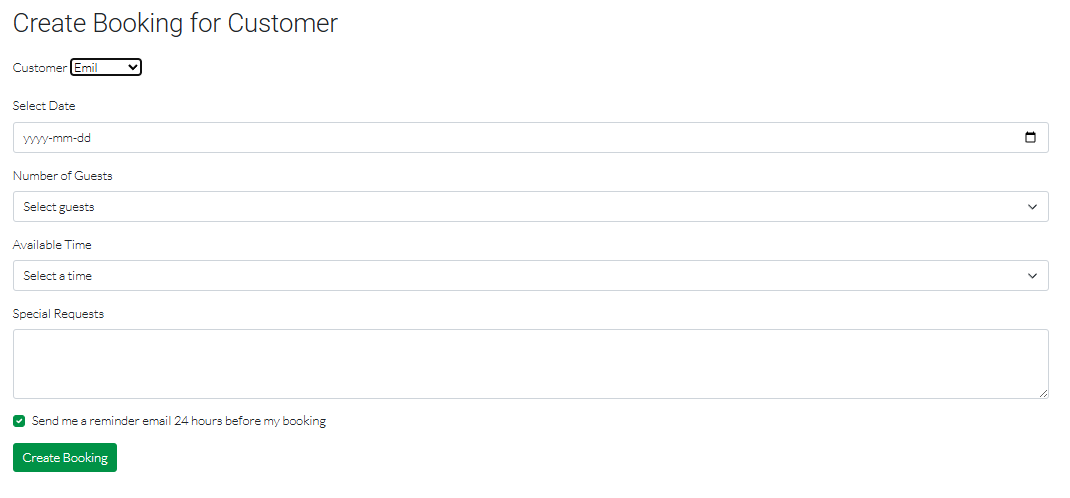 Create Booking for Customer
Customer Emil
Select Date
yyyy-mm-dd
Number of Guests
Select guests
Available Time
Select a time
Special Requests
Send me a reminder email 24 hours before my booking
Create Booking